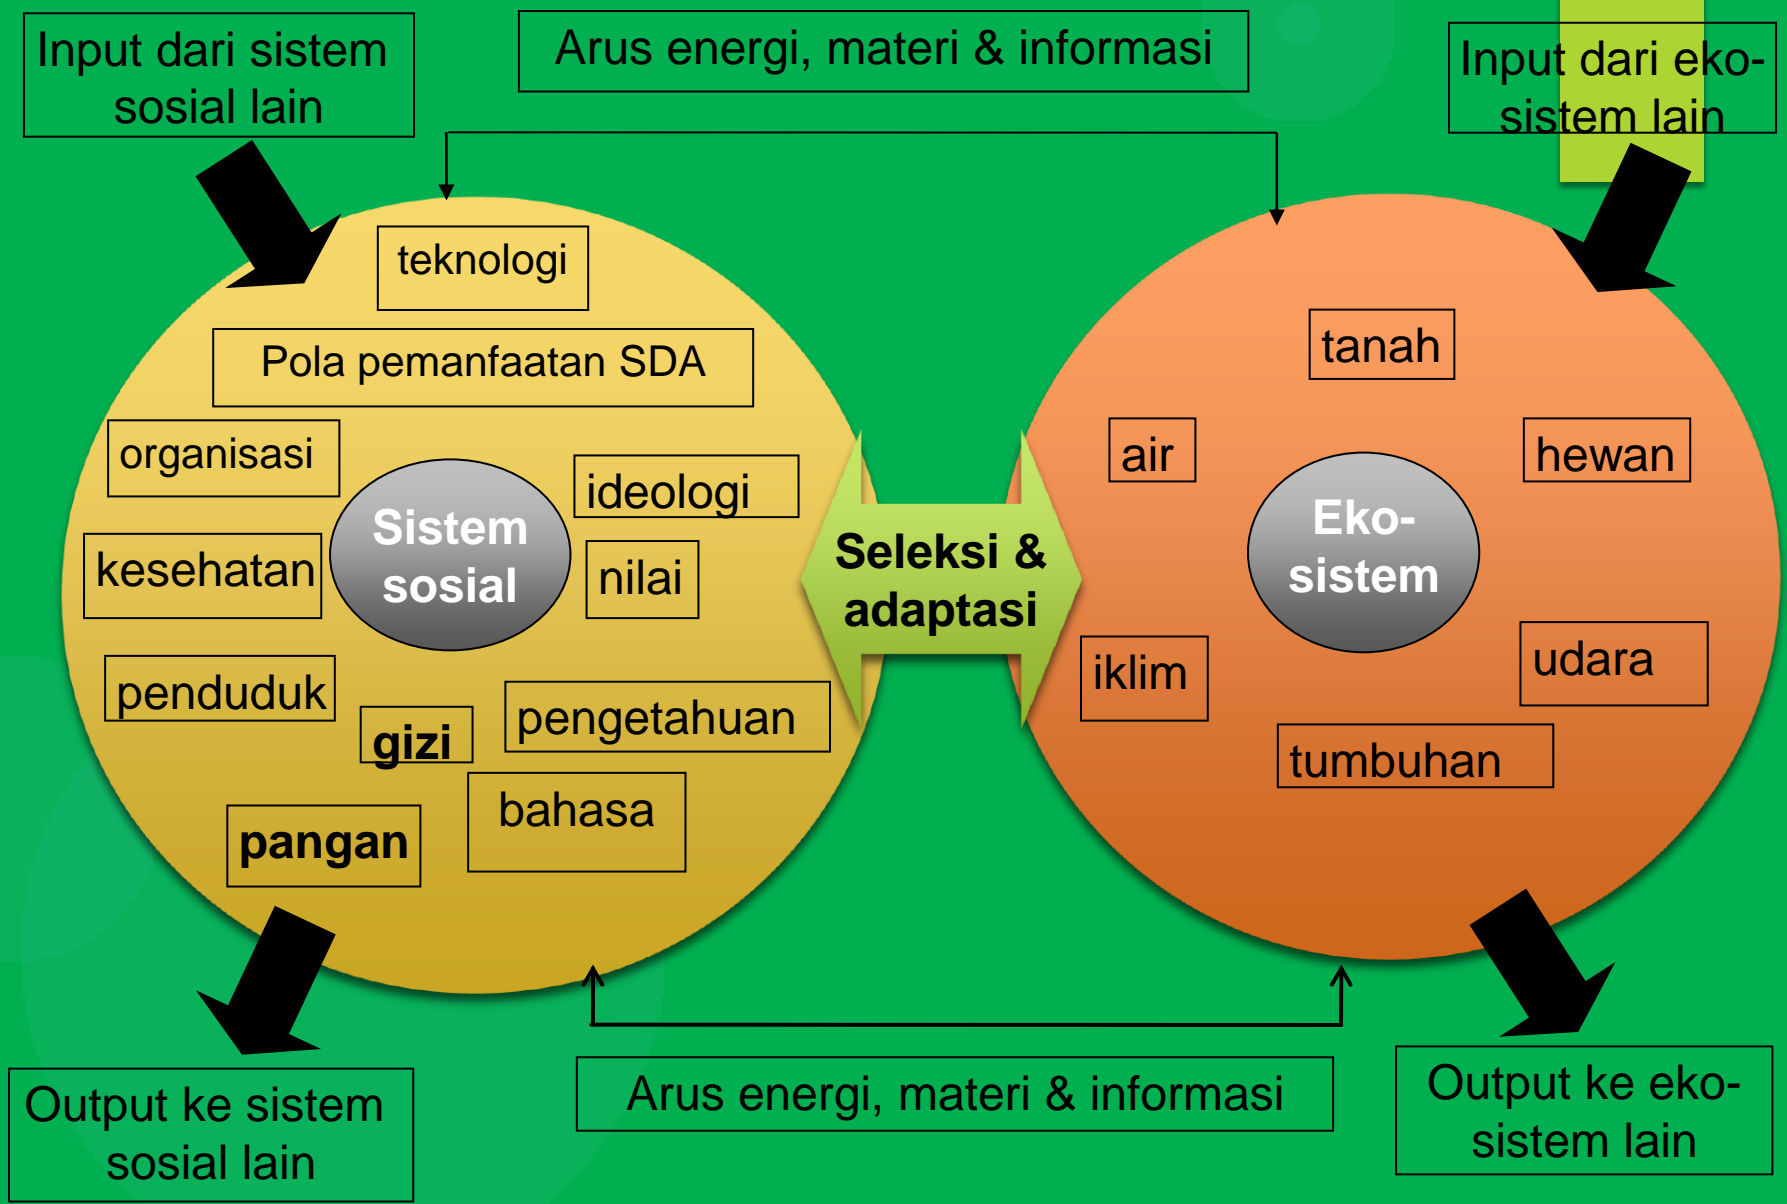 Input dari sistem
sosial lain
Arus energi, materi & informasi
Input dari eko-
sistem lain
teknologi
Pola pemanfaatan SDA
organisasi
ideologi
Sistem
sosial
kesehatan
nilai
penduduk
gizi
pengetahuan
bahasa
pangan
Seleksi &
adaptasi
tanah
air
hewan
Eko-
sistem
iklim
udara
tumbuhan
Output ke sistem
sosial lain
Arus energi, materi & informasi
Output ke eko-
sistem lain